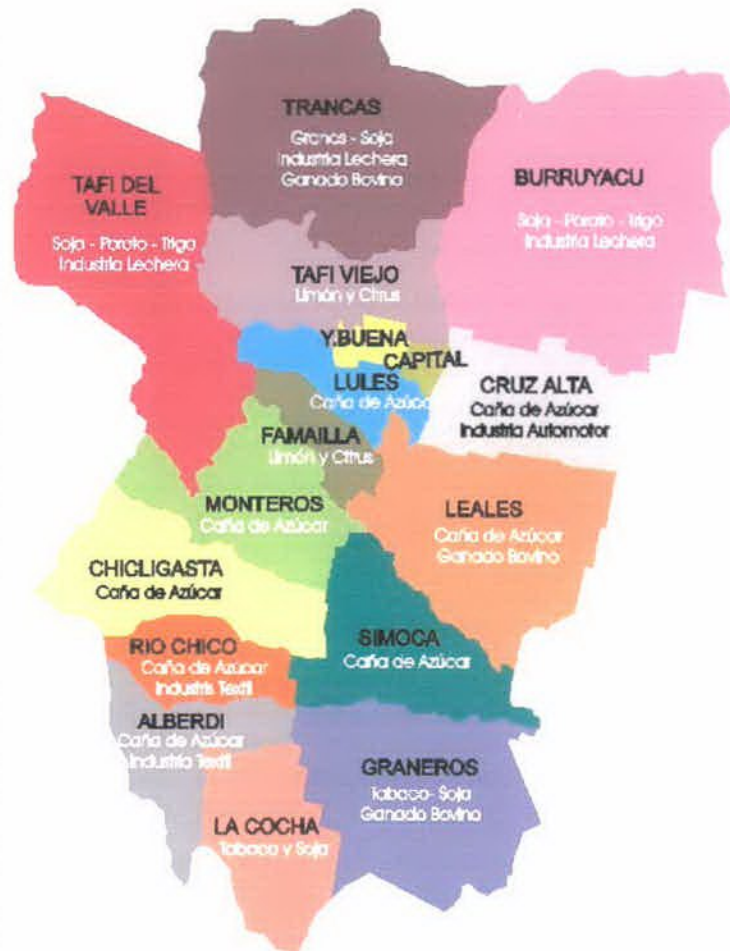 TRANCAS
Granos - Soja
Industria Lechera
Ganado Bovino
BURRUYACU
Soja - Poroto - Trigo
Industria Lechera
TAFI DEL
VALLE
Soja - Poroto - Trigo
Industria Lechera
TAFI VIEJO
Limón y Citrus
Y.BUENA
CAPITAL
LULES
Caña de Azúcar
CRUZ ALTA
Caña de Azúcar
Industria Automotor
FAMAILLA
Limón y Citrus
MONTEROS
Caña de Azúcar
LEALES
Caña de Azúcar
Ganado Bovino
CHICLIGASTA
Caña de Azúcar
RIO CHICO
Caña de Azúcar
Industris Textil
SIMOCA
Caña de Azúcar
ALBERDI
Caña de Azúcar
Industria Textil
GRANEROS
Tabaco- Soja
Ganado Bovino
LA COCHA
Tabaco y Soja